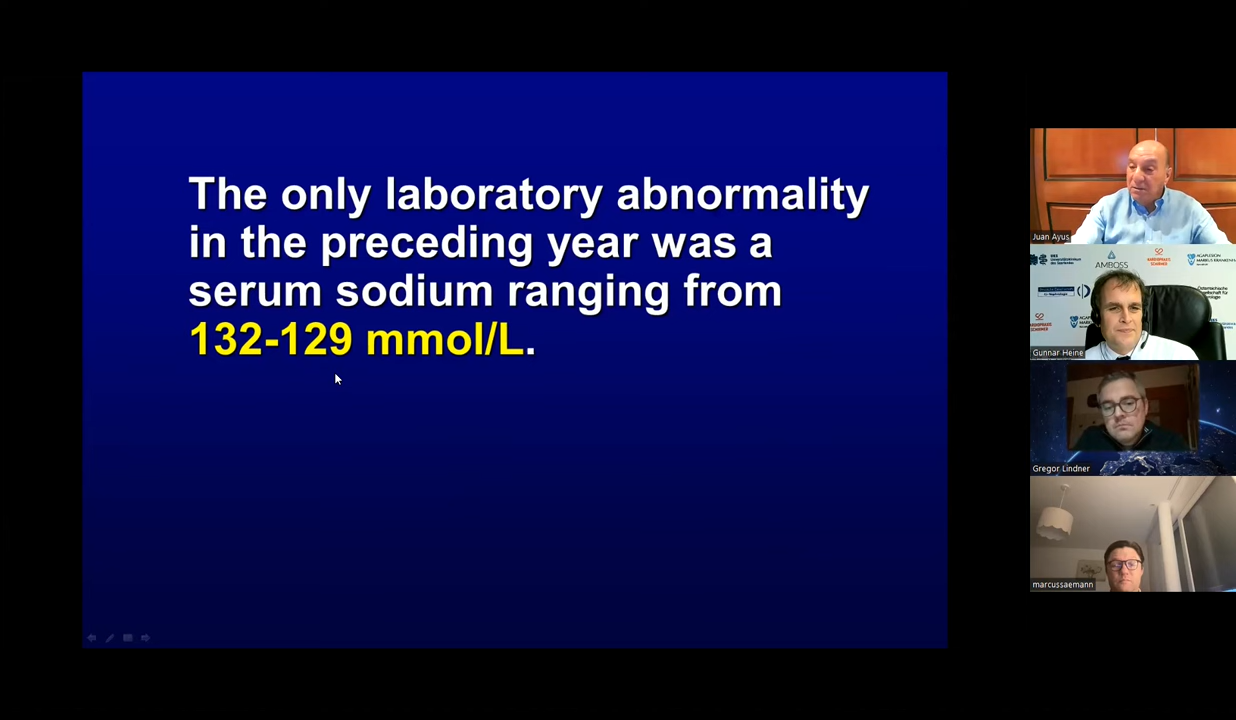 The only laboratory abnormality
in the preceding year was a
serum sodium ranging from
132-129 mmol/L.
Juan Ayus
AMBOSS
Gunnar Heine
Gregor Lindner
marcussaemann